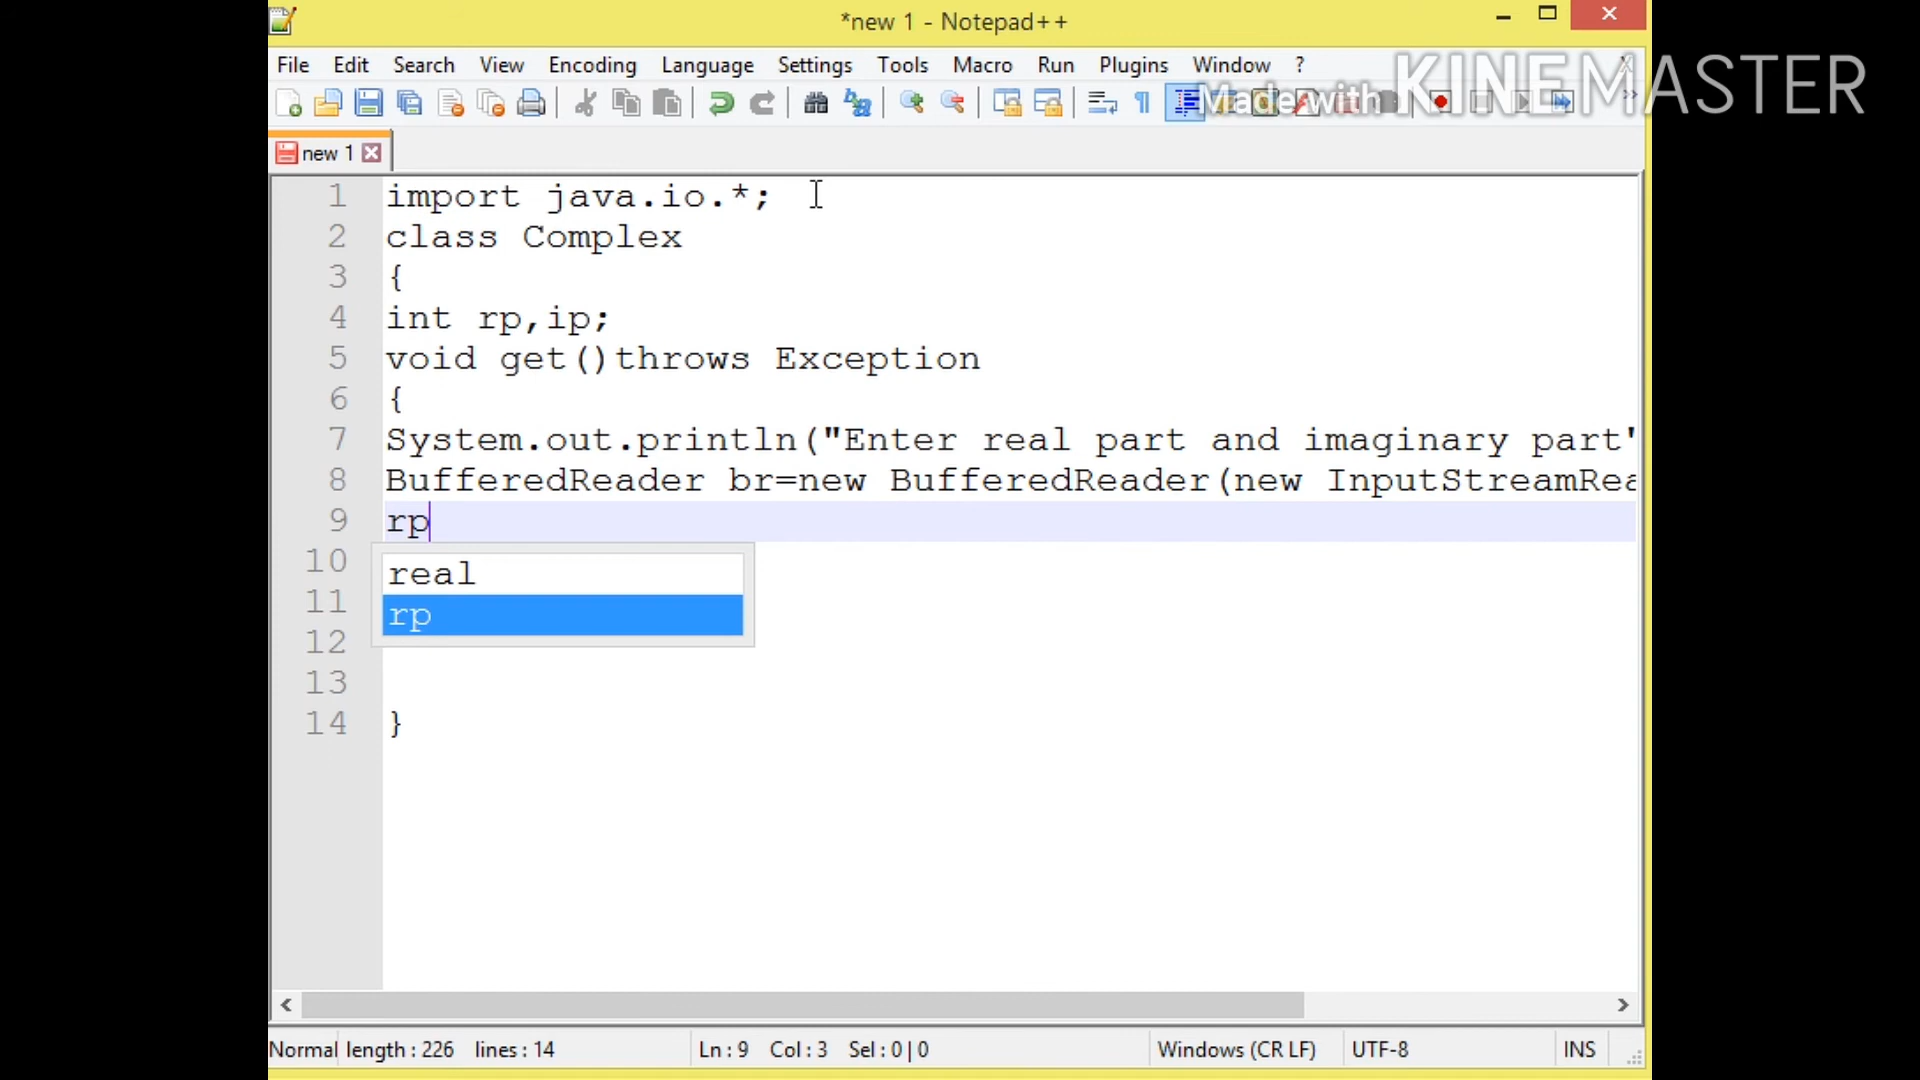 *new 1 - Notepad++
File Edit Search View Encoding Language Settings Tools Macro Run Plugins Window ?
Made with KINEMASTER
new 1
1 import java.io.*;
2 class Complex
3 {
4 int rp,ip;
5 void get()throws Exception
6 {
7 System.out.println("Enter real part and imaginary part"
8 BufferedReader br=new BufferedReader(new InputStreamRea
9 rp
10 real
11 rp
12
13
14 }
Normal length : 226 lines : 14 Ln : 9 Col : 3 Sel : 0 | 0 Windows (CR LF) UTF-8 INS